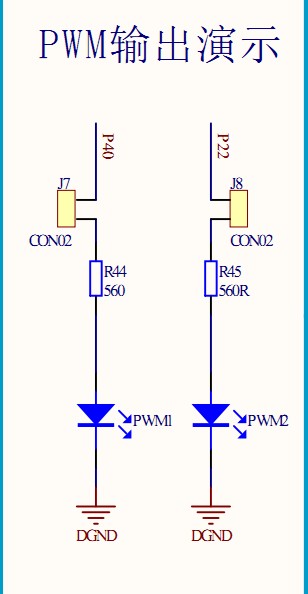 PWM输出演示
P40
P22
J7
J8
CON02
CON02
R44
560
R45
560R
PWM1
PWM2
DGND
DGND